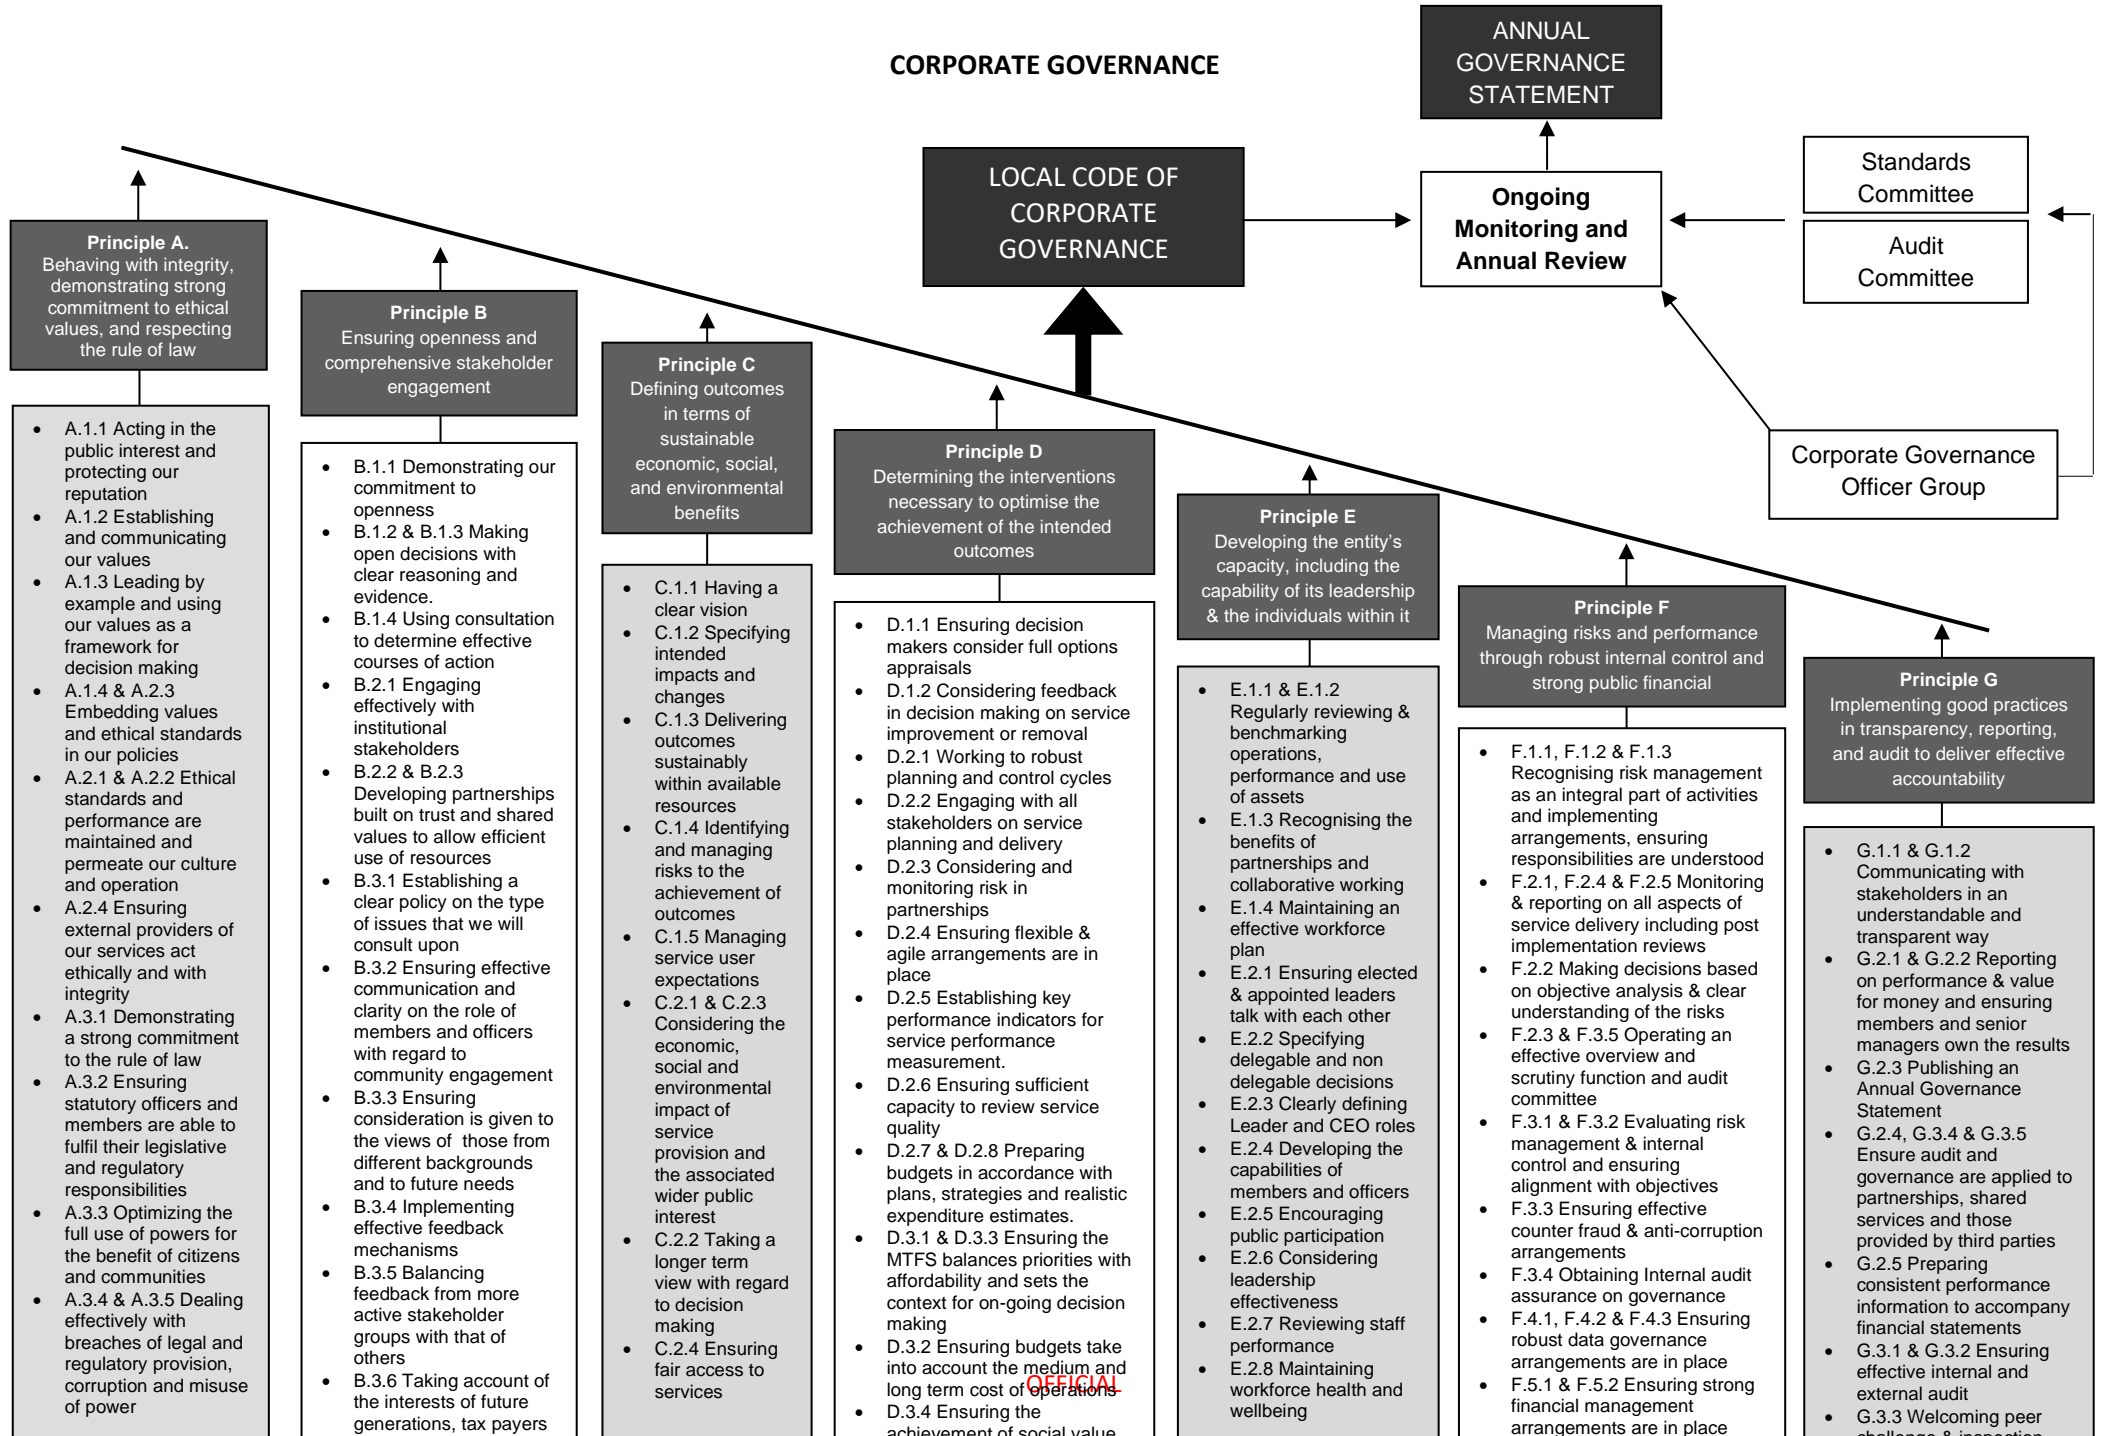 CORPORATE GOVERNANCE
ANNUAL
GOVERNANCE
STATEMENT
LOCAL CODE OF
CORPORATE
GOVERNANCE
Ongoing
Monitoring and
Annual Review
Standards
Committee
Audit
Committee
Corporate Governance
Officer Group
Principle A.
Behaving with integrity,
demonstrating strong
commitment to ethical
values, and respecting
the rule of law
• A.1.1 Acting in the
public interest and
protecting our
reputation
• A.1.2 Establishing
and communicating
our values
• A.1.3 Leading by
example and using
our values as a
framework for
decision making
• A.1.4 & A.2.3
Embedding values
and ethical standards
in our policies
• A.2.1 & A.2.2 Ethical
standards and
performance are
maintained and
permeate our culture
and operation
• A.2.4 Ensuring
external providers of
our services act
ethically and with
integrity
• A.3.1 Demonstrating
a strong commitment
to the rule of law
• A.3.2 Ensuring
statutory officers and
members are able to
fulfil their legislative
and regulatory
responsibilities
• A.3.3 Optimizing the
full use of powers for
the benefit of citizens
and communities
• A.3.4 & A.3.5 Dealing
effectively with
breaches of legal and
regulatory provision,
corruption and misuse
of power
Principle B
Ensuring openness and
comprehensive stakeholder
engagement
• B.1.1 Demonstrating our
commitment to
openness
• B.1.2 & B.1.3 Making
open decisions with
clear reasoning and
evidence.
• B.1.4 Using consultation
to determine effective
courses of action
• B.2.1 Engaging
effectively with
institutional
stakeholders
• B.2.2 & B.2.3
Developing partnerships
built on trust and shared
values to allow efficient
use of resources
• B.3.1 Establishing a
clear policy on the type
of issues that we will
consult upon
• B.3.2 Ensuring effective
communication and
clarity on the role of
members and officers
with regard to
community engagement
• B.3.3 Ensuring
consideration is given to
the views of  those from
different backgrounds
and to future needs
• B.3.4 Implementing
effective feedback
mechanisms
• B.3.5 Balancing
feedback from more
active stakeholder
groups with that of
others
• B.3.6 Taking account of
the interests of future
generations, tax payers
Principle C
Defining outcomes
in terms of
sustainable
economic, social,
and environmental
benefits
• C.1.1 Having a
clear vision
• C.1.2 Specifying
intended
impacts and
changes
• C.1.3 Delivering
outcomes
sustainably
within available
resources
• C.1.4 Identifying
and managing
risks to the
achievement of
outcomes
• C.1.5 Managing
service user
expectations
• C.2.1 & C.2.3
Considering the
economic,
social and
environmental
impact of
service
provision and
the associated
wider public
interest
• C.2.2 Taking a
longer term
view with regard
to decision
making
• C.2.4 Ensuring
fair access to
services
Principle D
Determining the interventions
necessary to optimise the
achievement of the intended
outcomes
• D.1.1 Ensuring decision
makers consider full options
appraisals
• D.1.2 Considering feedback
in decision making on service
improvement or removal
• D.2.1 Working to robust
planning and control cycles
• D.2.2 Engaging with all
stakeholders on service
planning and delivery
• D.2.3 Considering and
monitoring risk in
partnerships
• D.2.4 Ensuring flexible &
agile arrangements are in
place
• D.2.5 Establishing key
performance indicators for
service performance
measurement.
• D.2.6 Ensuring sufficient
capacity to review service
quality
• D.2.7 & D.2.8 Preparing
budgets in accordance with
plans, strategies and realistic
expenditure estimates.
• D.3.1 & D.3.3 Ensuring the
MTFS balances priorities with
affordability and sets the
context for on-going decision
making
• D.3.2 Ensuring budgets take
into account the medium and
long term cost of operations
• D.3.4 Ensuring the
achievement of social value
OFFICIAL
Principle E
Developing the entity's
capacity, including the
capability of its leadership
& the individuals within it
• E.1.1 & E.1.2
Regularly reviewing &
benchmarking
operations,
performance and use
of assets
• E.1.3 Recognising the
benefits of
partnerships and
collaborative working
• E.1.4 Maintaining an
effective workforce
plan
• E.2.1 Ensuring elected
& appointed leaders
talk with each other
• E.2.2 Specifying
delegable and non
delegable decisions
• E.2.3 Clearly defining
Leader and CEO roles
• E.2.4 Developing the
capabilities of
members and officers
• E.2.5 Encouraging
public participation
• E.2.6 Considering
leadership
effectiveness
• E.2.7 Reviewing staff
performance
• E.2.8 Maintaining
workforce health and
wellbeing
Principle F
Managing risks and performance
through robust internal control and
strong public financial
• F.1.1, F.1.2 & F.1.3
Recognising risk management
as an integral part of activities
and implementing
arrangements, ensuring
responsibilities are understood
• F.2.1, F.2.4 & F.2.5 Monitoring
& reporting on all aspects of
service delivery including post
implementation reviews
• F.2.2 Making decisions based
on objective analysis & clear
understanding of the risks
• F.2.3 & F.3.5 Operating an
effective overview and
scrutiny function and audit
committee
• F.3.1 & F.3.2 Evaluating risk
management & internal
control and ensuring
alignment with objectives
• F.3.3 Ensuring effective
counter fraud & anti-corruption
arrangements
• F.3.4 Obtaining Internal audit
assurance on governance
• F.4.1, F.4.2 & F.4.3 Ensuring
robust data governance
arrangements are in place
• F.5.1 & F.5.2 Ensuring strong
financial management
arrangements are in place
Principle G
Implementing good practices
in transparency, reporting,
and audit to deliver effective
accountability
• G.1.1 & G.1.2
Communicating with
stakeholders in an
understandable and
transparent way
• G.2.1 & G.2.2 Reporting
on performance & value
for money and ensuring
members and senior
managers own the results
• G.2.3 Publishing an
Annual Governance
Statement
• G.2.4, G.3.4 & G.3.5
Ensure audit and
governance are applied to
partnerships, shared
services and those
provided by third parties
• G.2.5 Preparing
consistent performance
information to accompany
financial statements
• G.3.1 & G.3.2 Ensuring
effective internal and
external audit
• G.3.3 Welcoming peer
challenge & inspection